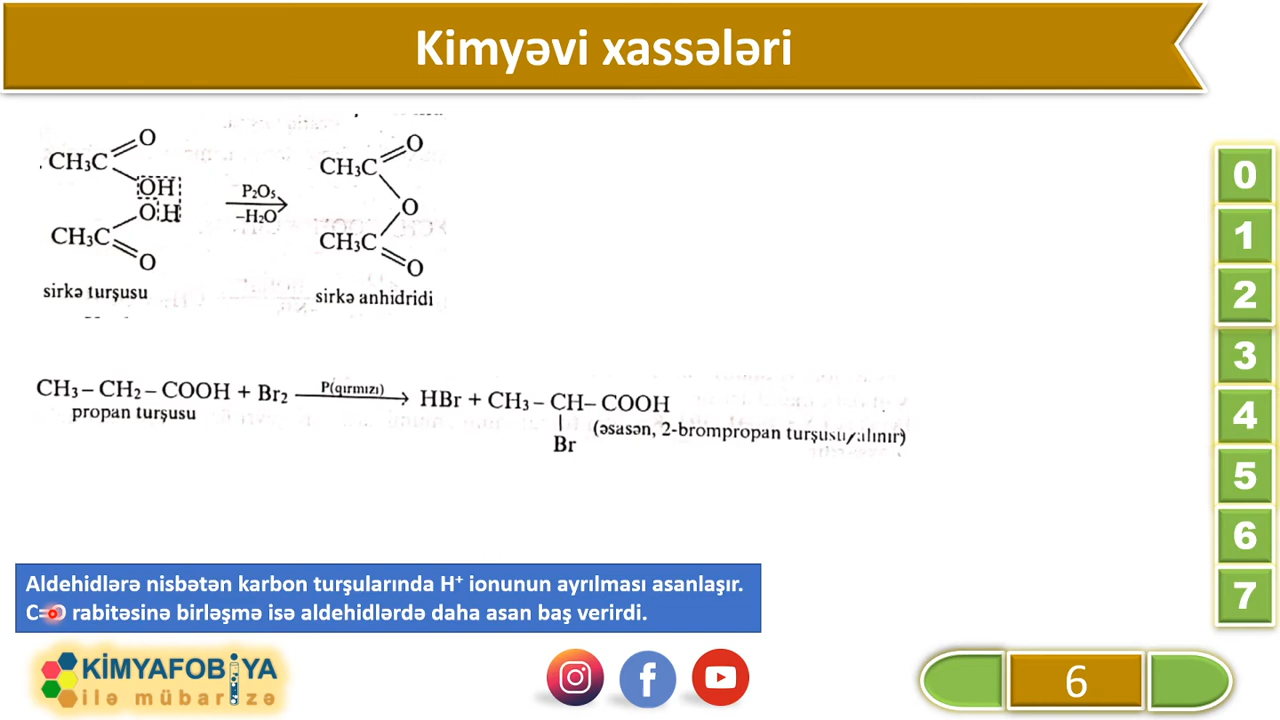 Kimyəvi xassələri
CH₃C
O
OH
OH
CH₃C
O
P₂O₅
–H₂O
CH₃C
O
O
CH₃C
O
sirkə turşusu
sirkə anhidridi
CH₃ – CH₂ – COOH + Br₂
P(qırmızı)
HBr + CH₃ – CH – COOH
propan turşusu
Br
(əsasən, 2-brompropan turşusu alınır)
Aldehidlərə nisbətən karbon turşularında H⁺ ionunun ayrılması asanlaşır.
C=O rabitəsinə birləşmə isə aldehidlərdə daha asan baş verirdi.
KİMYAFOBİYA
ilə mübarizə
6
0
1
2
3
4
5
6
7